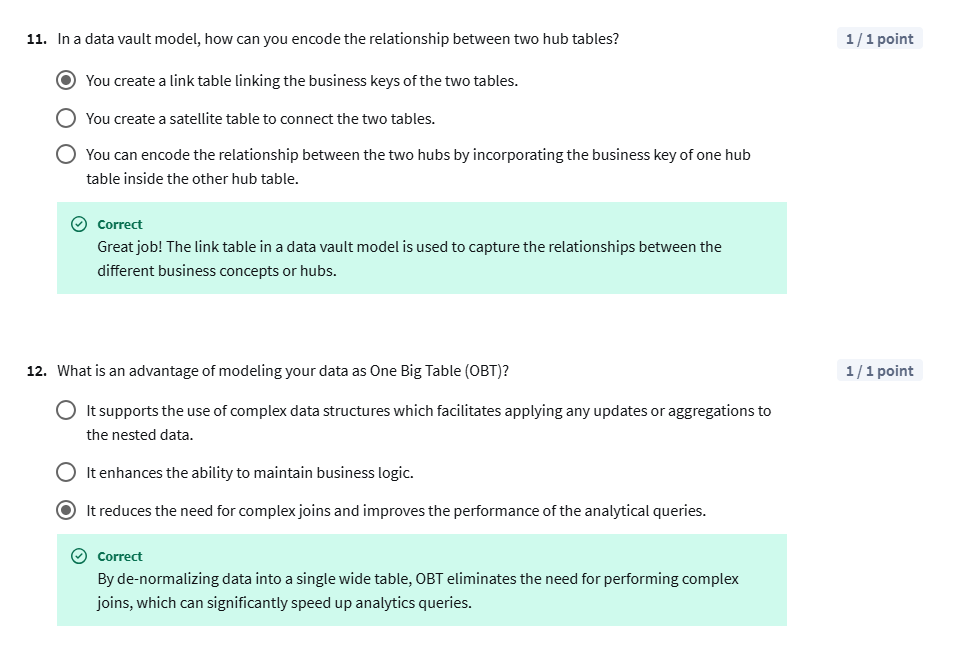 11. In a data vault model, how can you encode the relationship between two hub tables? 1 / 1 point
You create a link table linking the business keys of the two tables.
You create a satellite table to connect the two tables.
You can encode the relationship between the two hubs by incorporating the business key of one hub
table inside the other hub table.
Correct
Great job! The link table in a data vault model is used to capture the relationships between the
different business concepts or hubs.
12. What is an advantage of modeling your data as One Big Table (OBT)? 1 / 1 point
It supports the use of complex data structures which facilitates applying any updates or aggregations to
the nested data.
It enhances the ability to maintain business logic.
It reduces the need for complex joins and improves the performance of the analytical queries.
Correct
By de-normalizing data into a single wide table, OBT eliminates the need for performing complex
joins, which can significantly speed up analytics queries.